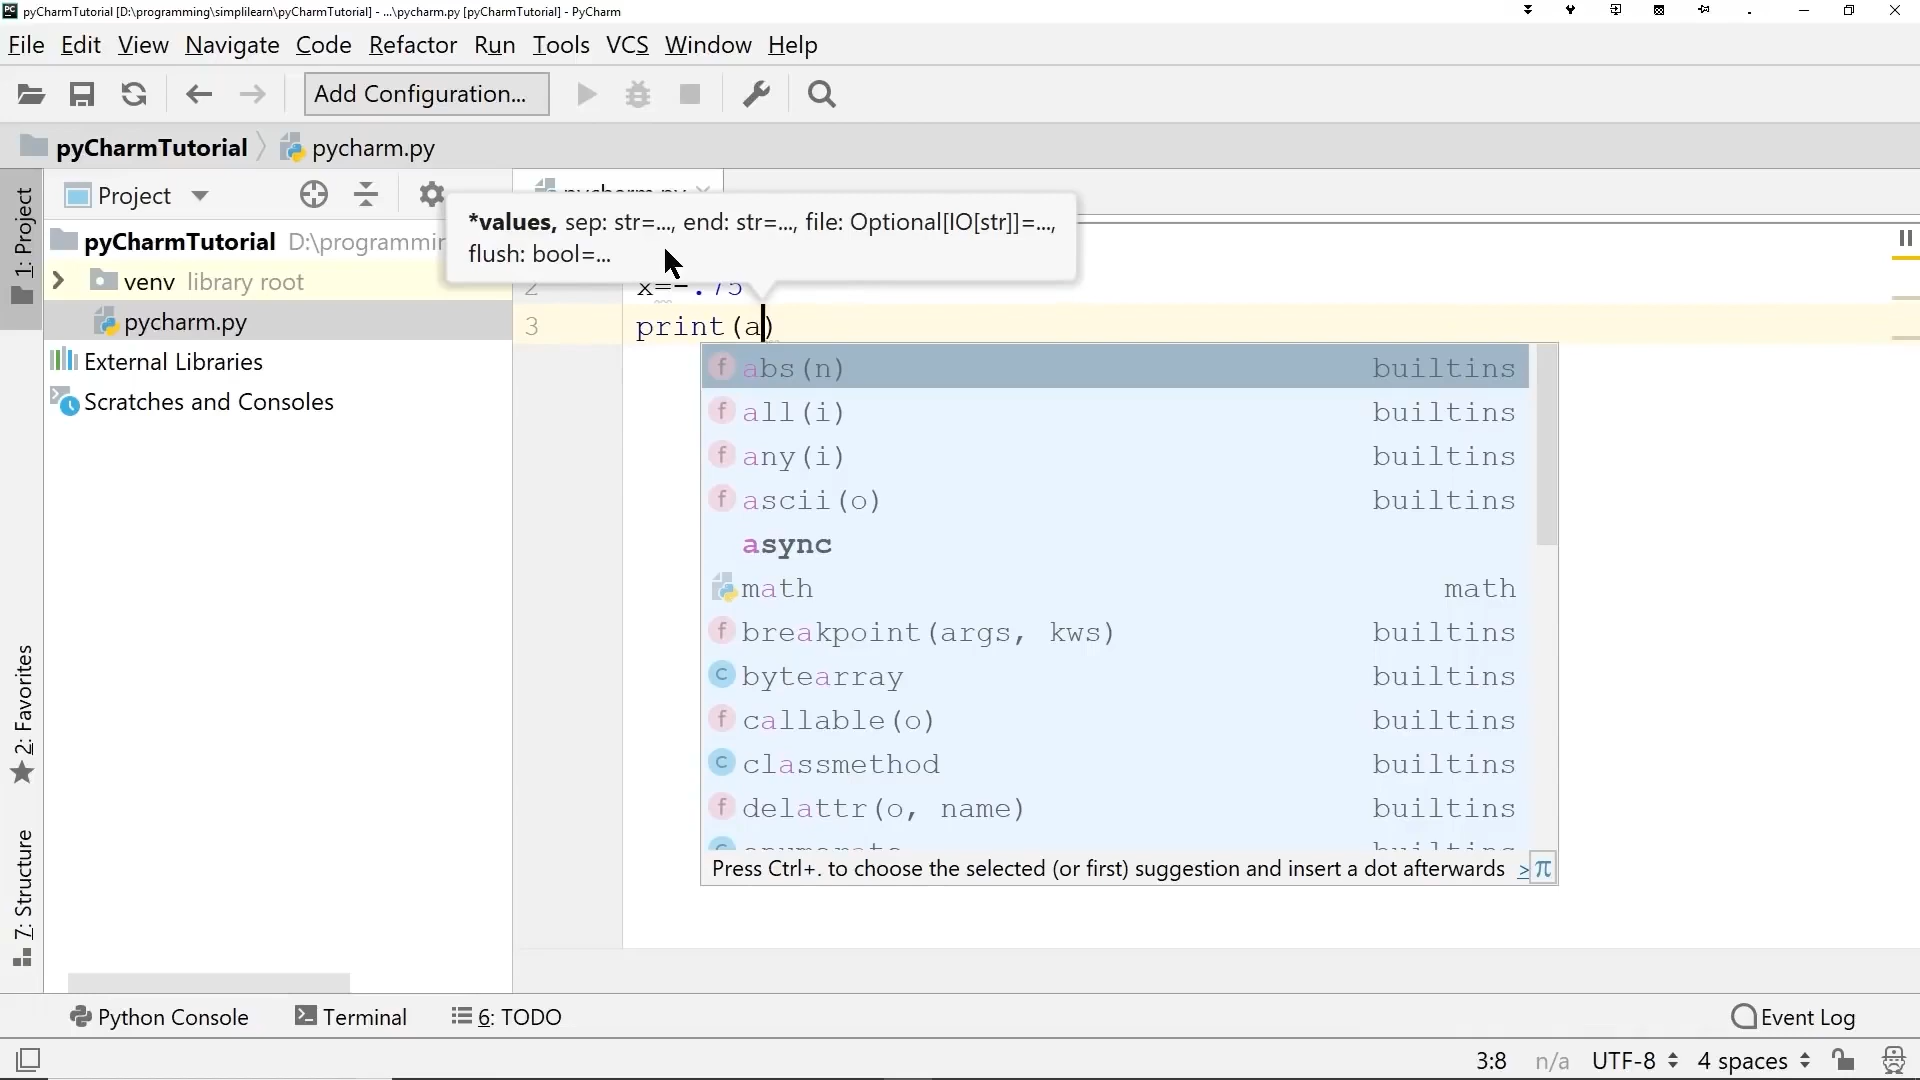 pyCharmTutorial [D:\programming\simplilearn\pyCharmTutorial] - ...\pycharm.py [pyCharmTutorial] - PyCharm
File Edit View Navigate Code Refactor Run Tools VCS Window Help
Add Configuration...
pyCharmTutorial pycharm.py
1: Project
Project
pycharm.py
*values, sep: str=..., end: str=..., file: Optional[IO[str]]=...,
flush: bool=...
pyCharmTutorial D:\programmin
venv library root
pycharm.py
External Libraries
Scratches and Consoles
2 x=-.75
3 print(a)
abs(n) builtins
all(i) builtins
any(i) builtins
ascii(o) builtins
async
math math
breakpoint(args, kws) builtins
bytearray builtins
callable(o) builtins
classmethod builtins
delattr(o, name) builtins
Press Ctrl+. to choose the selected (or first) suggestion and insert a dot afterwards >> π
2: Favorites
7: Structure
Python Console Terminal 6: TODO Event Log
3:8 n/a UTF-8 4 spaces